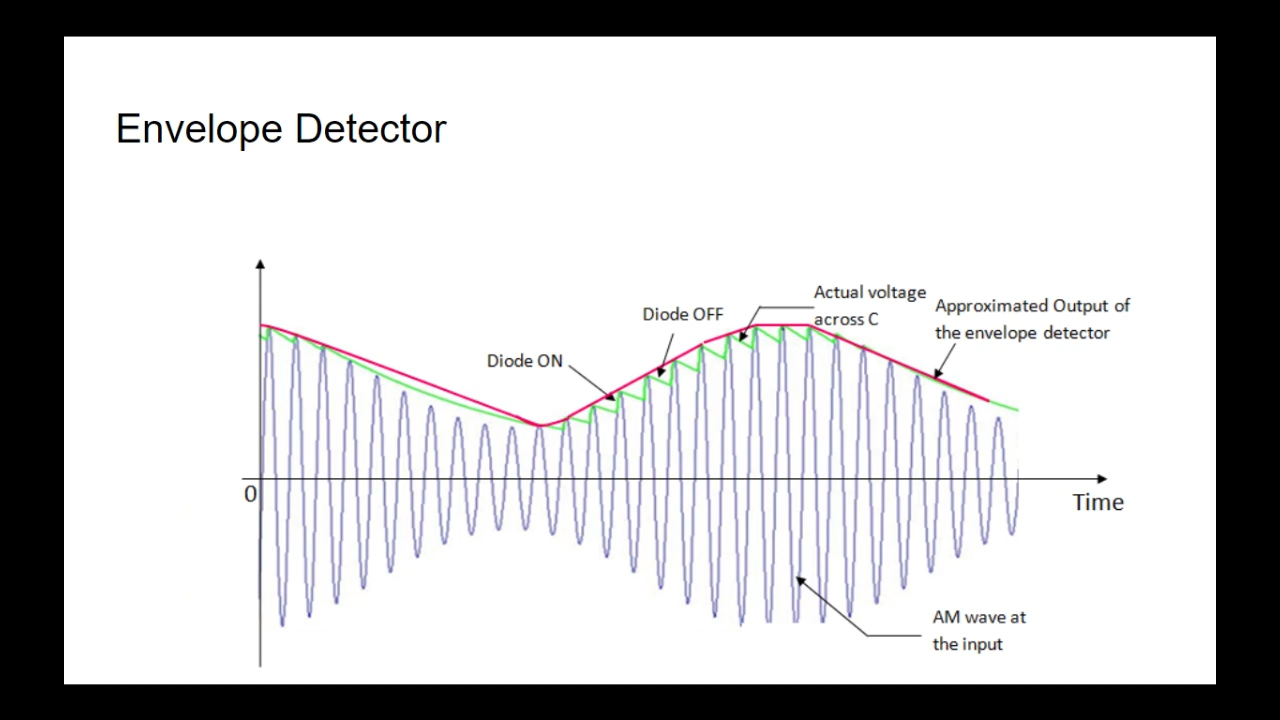 Envelope Detector
Actual voltage
across C
Approximated Output of
the envelope detector
Diode OFF
Diode ON
0
Time
AM wave at
the input